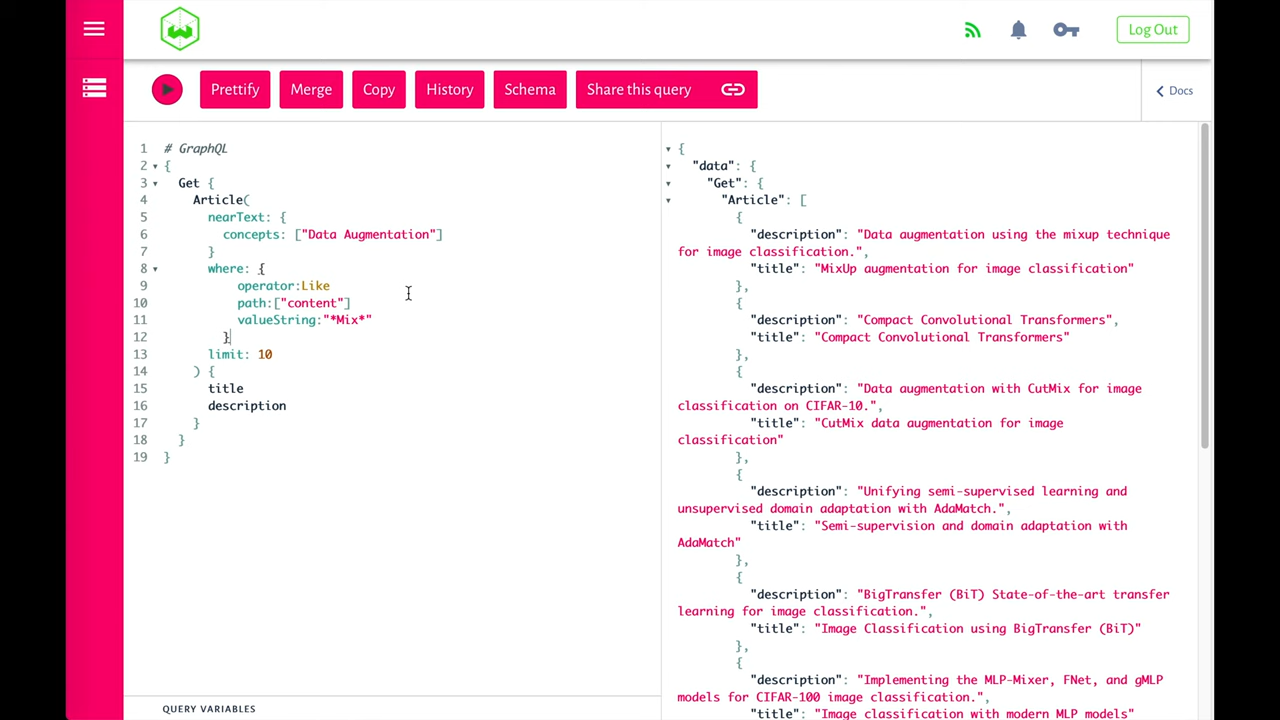 Log Out
Prettify
Merge
Copy
History
Schema
Share this query
Docs
1 # GraphQL
2 {
3 Get {
4 Article(
5 nearText: {
6 concepts: ["Data Augmentation"]
7 }
8 where: {
9 operator:Like
10 path:["content"]
11 valueString:"*Mix*"
12 }
13 limit: 10
14 ) {
15 title
16 description
17 }
18 }
19 }
QUERY VARIABLES
{
"data": {
"Get": {
"Article": [
{
"description": "Data augmentation using the mixup technique
for image classification.",
"title": "MixUp augmentation for image classification"
},
{
"description": "Compact Convolutional Transformers",
"title": "Compact Convolutional Transformers"
},
{
"description": "Data augmentation with CutMix for image
classification on CIFAR-10.",
"title": "CutMix data augmentation for image
classification"
},
{
"description": "Unifying semi-supervised learning and
unsupervised domain adaptation with AdaMatch.",
"title": "Semi-supervision and domain adaptation with
AdaMatch"
},
{
"description": "BigTransfer (BiT) State-of-the-art transfer
learning for image classification.",
"title": "Image Classification using BigTransfer (BiT)"
},
{
"description": "Implementing the MLP-Mixer, FNet, and gMLP
models for CIFAR-100 image classification.",
"title": "Image classification with modern MLP models"